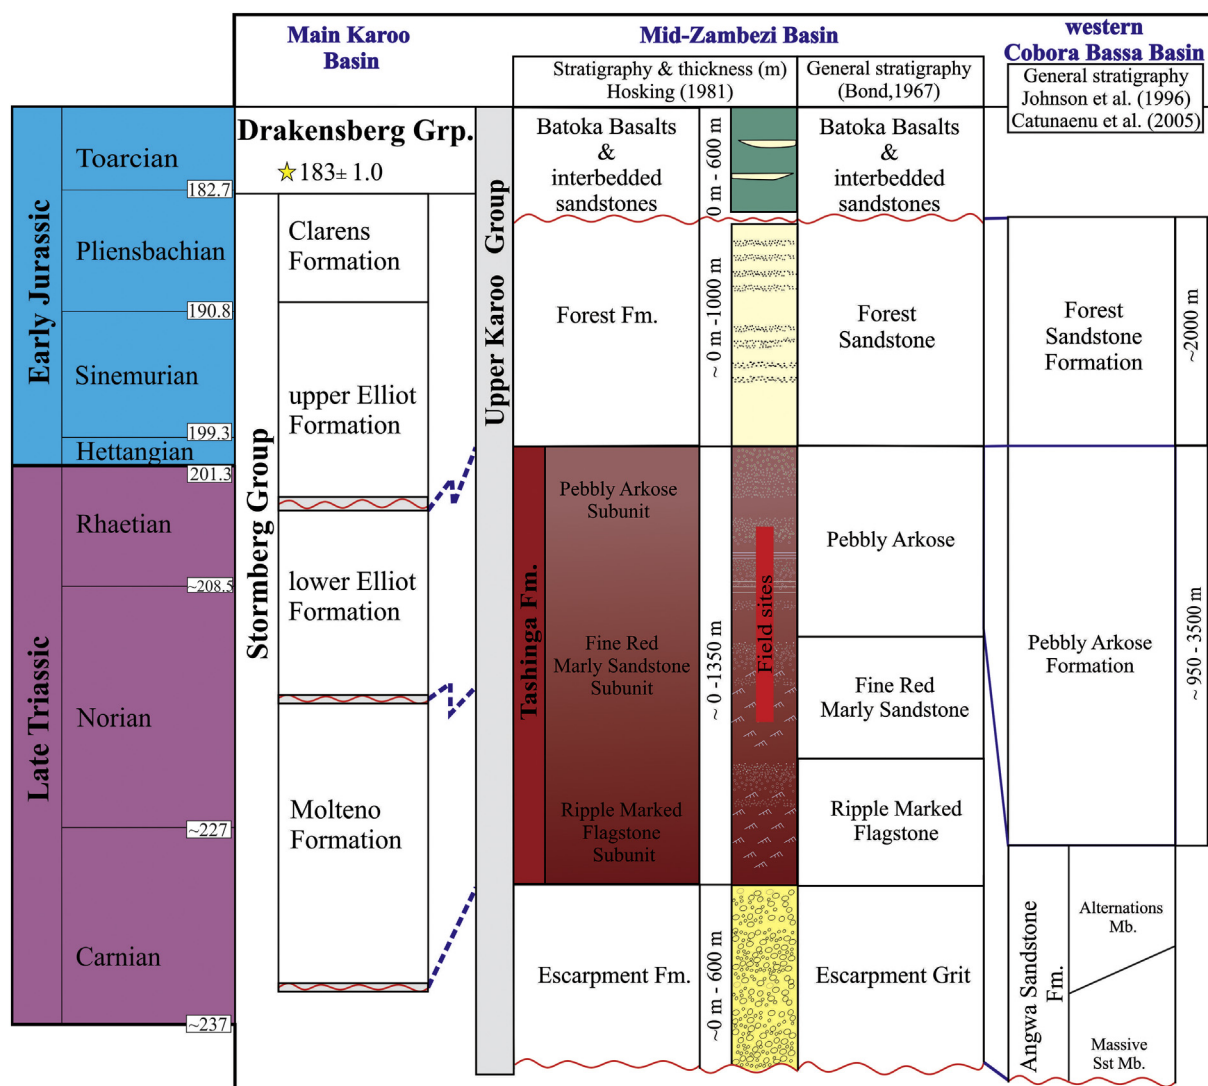 Main Karoo
Basin
Mid-Zambezi Basin
western
Cobora Bassa Basin
Stratigraphy & thickness (m)
Hosking (1981)
General stratigraphy
(Bond,1967)
General stratigraphy
Johnson et al. (1996)
Catunaenu et al. (2005)
Early Jurassic
Toarcian
182.7
Pliensbachian
190.8
Sinemurian
199.3
Hettangian
201.3
Late Triassic
Rhaetian
~208.5
Norian
~227
Carnian
~237
Drakensberg Grp.
183± 1.0
Stormberg Group
Clarens
Formation
upper Elliot
Formation
lower Elliot
Formation
Molteno
Formation
Upper Karoo Group
Batoka Basalts
&
interbedded
sandstones
0 m - 600 m
Forest Fm.
~ 0 m -1000 m
Tashinga Fm.
Pebbly Arkose
Subunit
Fine Red
Marly Sandstone
Subunit
Ripple Marked
Flagstone
Subunit
~ 0 -1350 m
Field sites
Escarpment Fm.
~0 m - 600 m
Batoka Basalts
&
interbedded
sandstones
Forest
Sandstone
Pebbly Arkose
Fine Red
Marly Sandstone
Ripple Marked
Flagstone
Escarpment Grit
Forest
Sandstone
Formation
~2000 m
Pebbly Arkose
Formation
~ 950 - 3500 m
Angwa Sandstone
Fm.
Alternations
Mb.
Massive
Sst Mb.